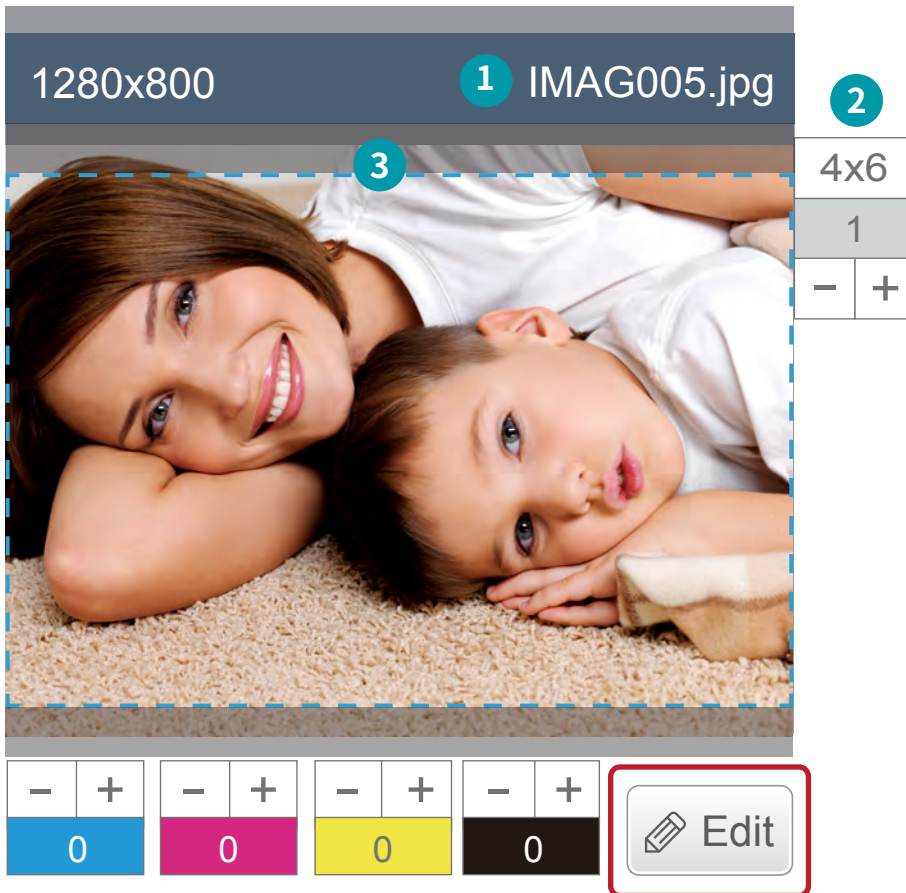 1280x800 1 IMAG005.jpg
2
3
4x6
1
− +
− + − + − + − +
0 0 0 0
Edit